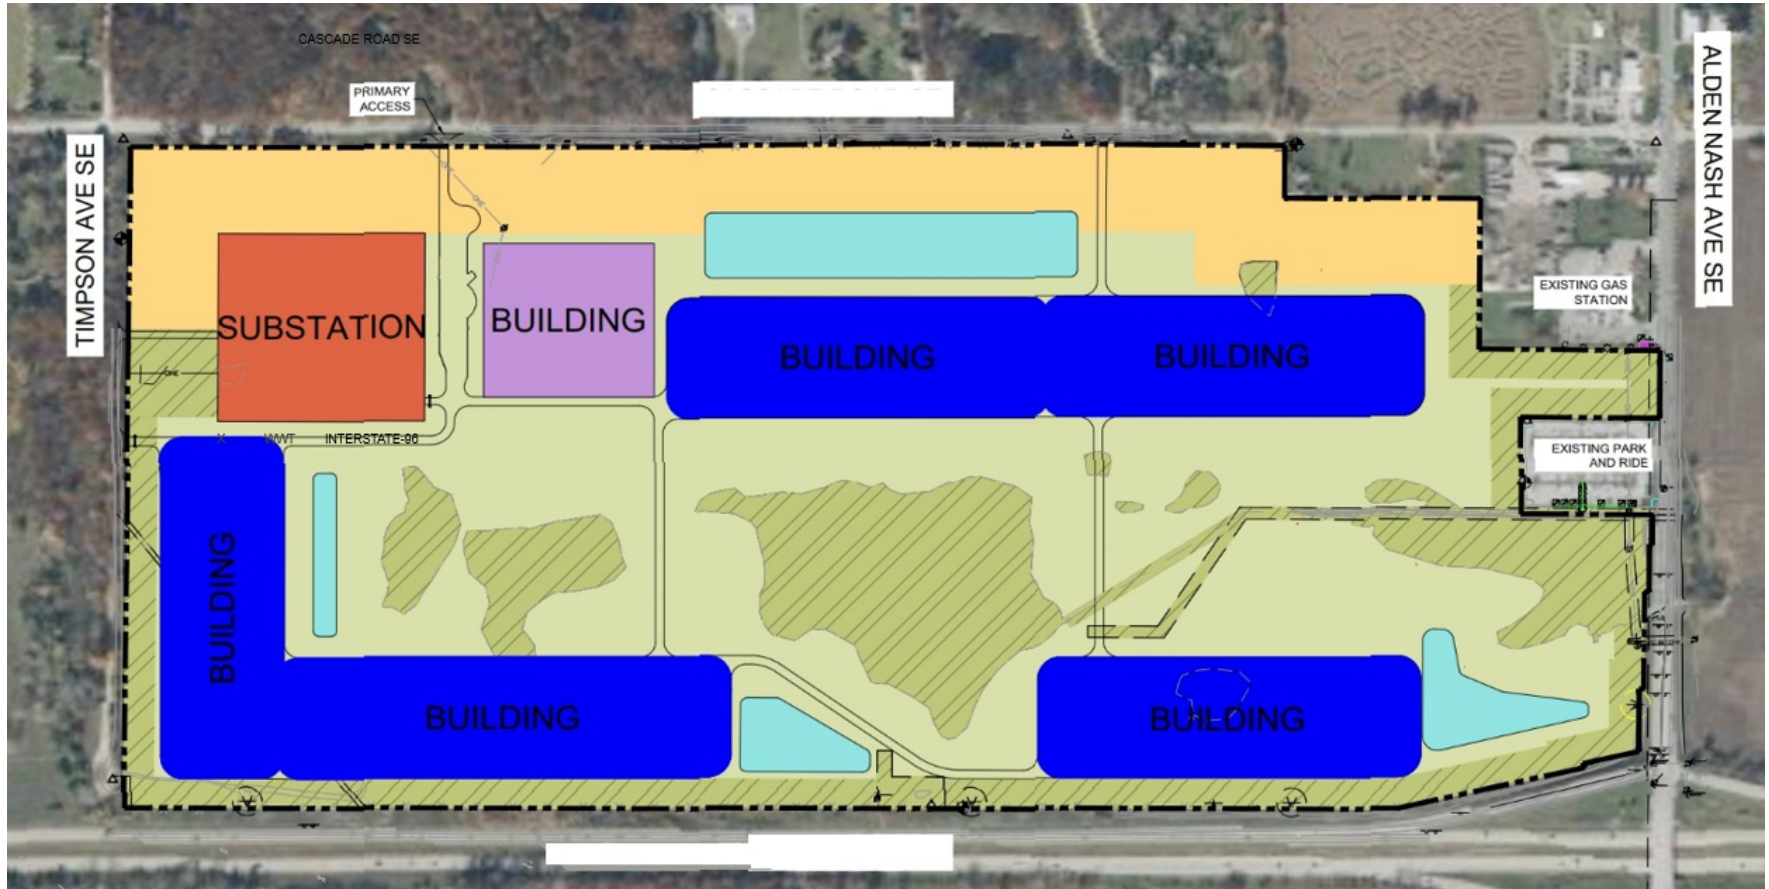 CASCADE ROAD SE
PRIMARY
ACCESS
TIMPSON AVE SE
ALDEN NASH AVE SE
EXISTING GAS
STATION
SUBSTATION
BUILDING
BUILDING
BUILDING
OHE
X WWT INTERSTATE-96
EXISTING PARK
AND RIDE
BUILDING
BUILDING
BUILDING